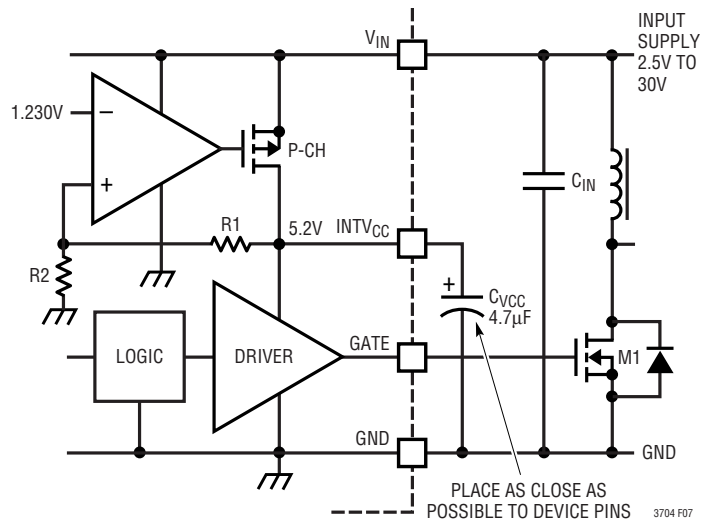 V_IN
INPUT
SUPPLY
2.5V TO
30V
1.230V
−
P-CH
+
C_IN
R1
5.2V
INTV_CC
R2
+
C_VCC
4.7µF
LOGIC
DRIVER
GATE
M1
GND
GND
PLACE AS CLOSE AS
POSSIBLE TO DEVICE PINS
3704 F07